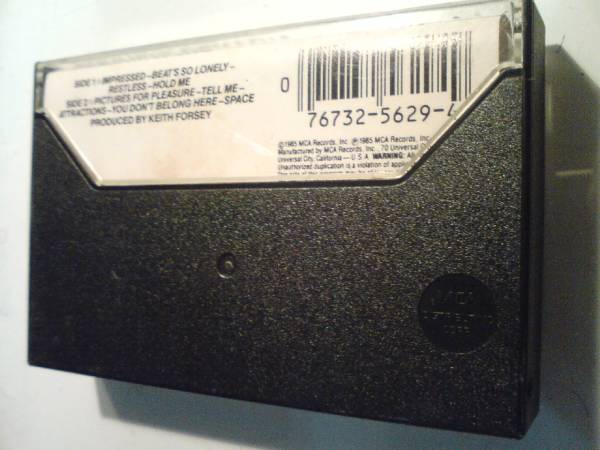 SIDE 1: IMPRESSED–BEAT'S SO LONELY–
RESTLESS–HOLD ME
SIDE 2: PICTURES FOR PLEASURE–TELL ME–
ATTRACTIONS–YOU DON'T BELONG HERE–SPACE
PRODUCED BY KEITH FORSEY
0 76732-5629-4
©1985 MCA Records, Inc. ℗1985 MCA Records, Inc.
Manufactured by MCA Records, Inc. 70 Universal
Universal City, California — U.S.A. WARNING: All
Unauthorized duplication is a violation of
MCA